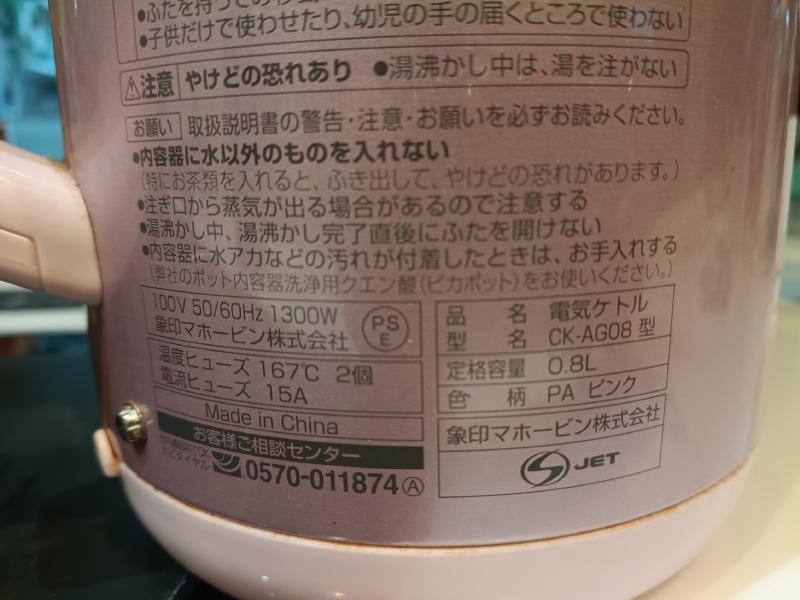 ●ふたを持っての移
●子供だけで使わせたり、幼児の手の届くところで使わない
注意 やけどの恐れあり ●湯沸かし中は、湯を注がない
お願い 取扱説明書の警告・注意・お願いを必ずお読みください。
●内容器に水以外のものを入れない
(特にお茶類を入れると、ふき出して、やけどの恐れがあります。)
●注ぎ口から蒸気が出る場合があるので注意する
●湯沸かし中、湯沸かし完了直後にふたを開けない
●内容器に水アカなどの汚れが付着したときは、お手入れする
(弊社のポット内容器洗浄用クエン酸(ピカポット)をお使いください。)
100V 50/60Hz 1300W
象印マホービン株式会社
PS
E
温度ヒューズ 167℃ 2個
電流ヒューズ 15A
Made in China
お客様ご相談センター
ナビダイヤル
0570-011874 Ⓐ
品名 電気ケトル
型名 CK-AG08 型
定格容量 0.8L
色柄 PA ピンク
象印マホービン株式会社
JET